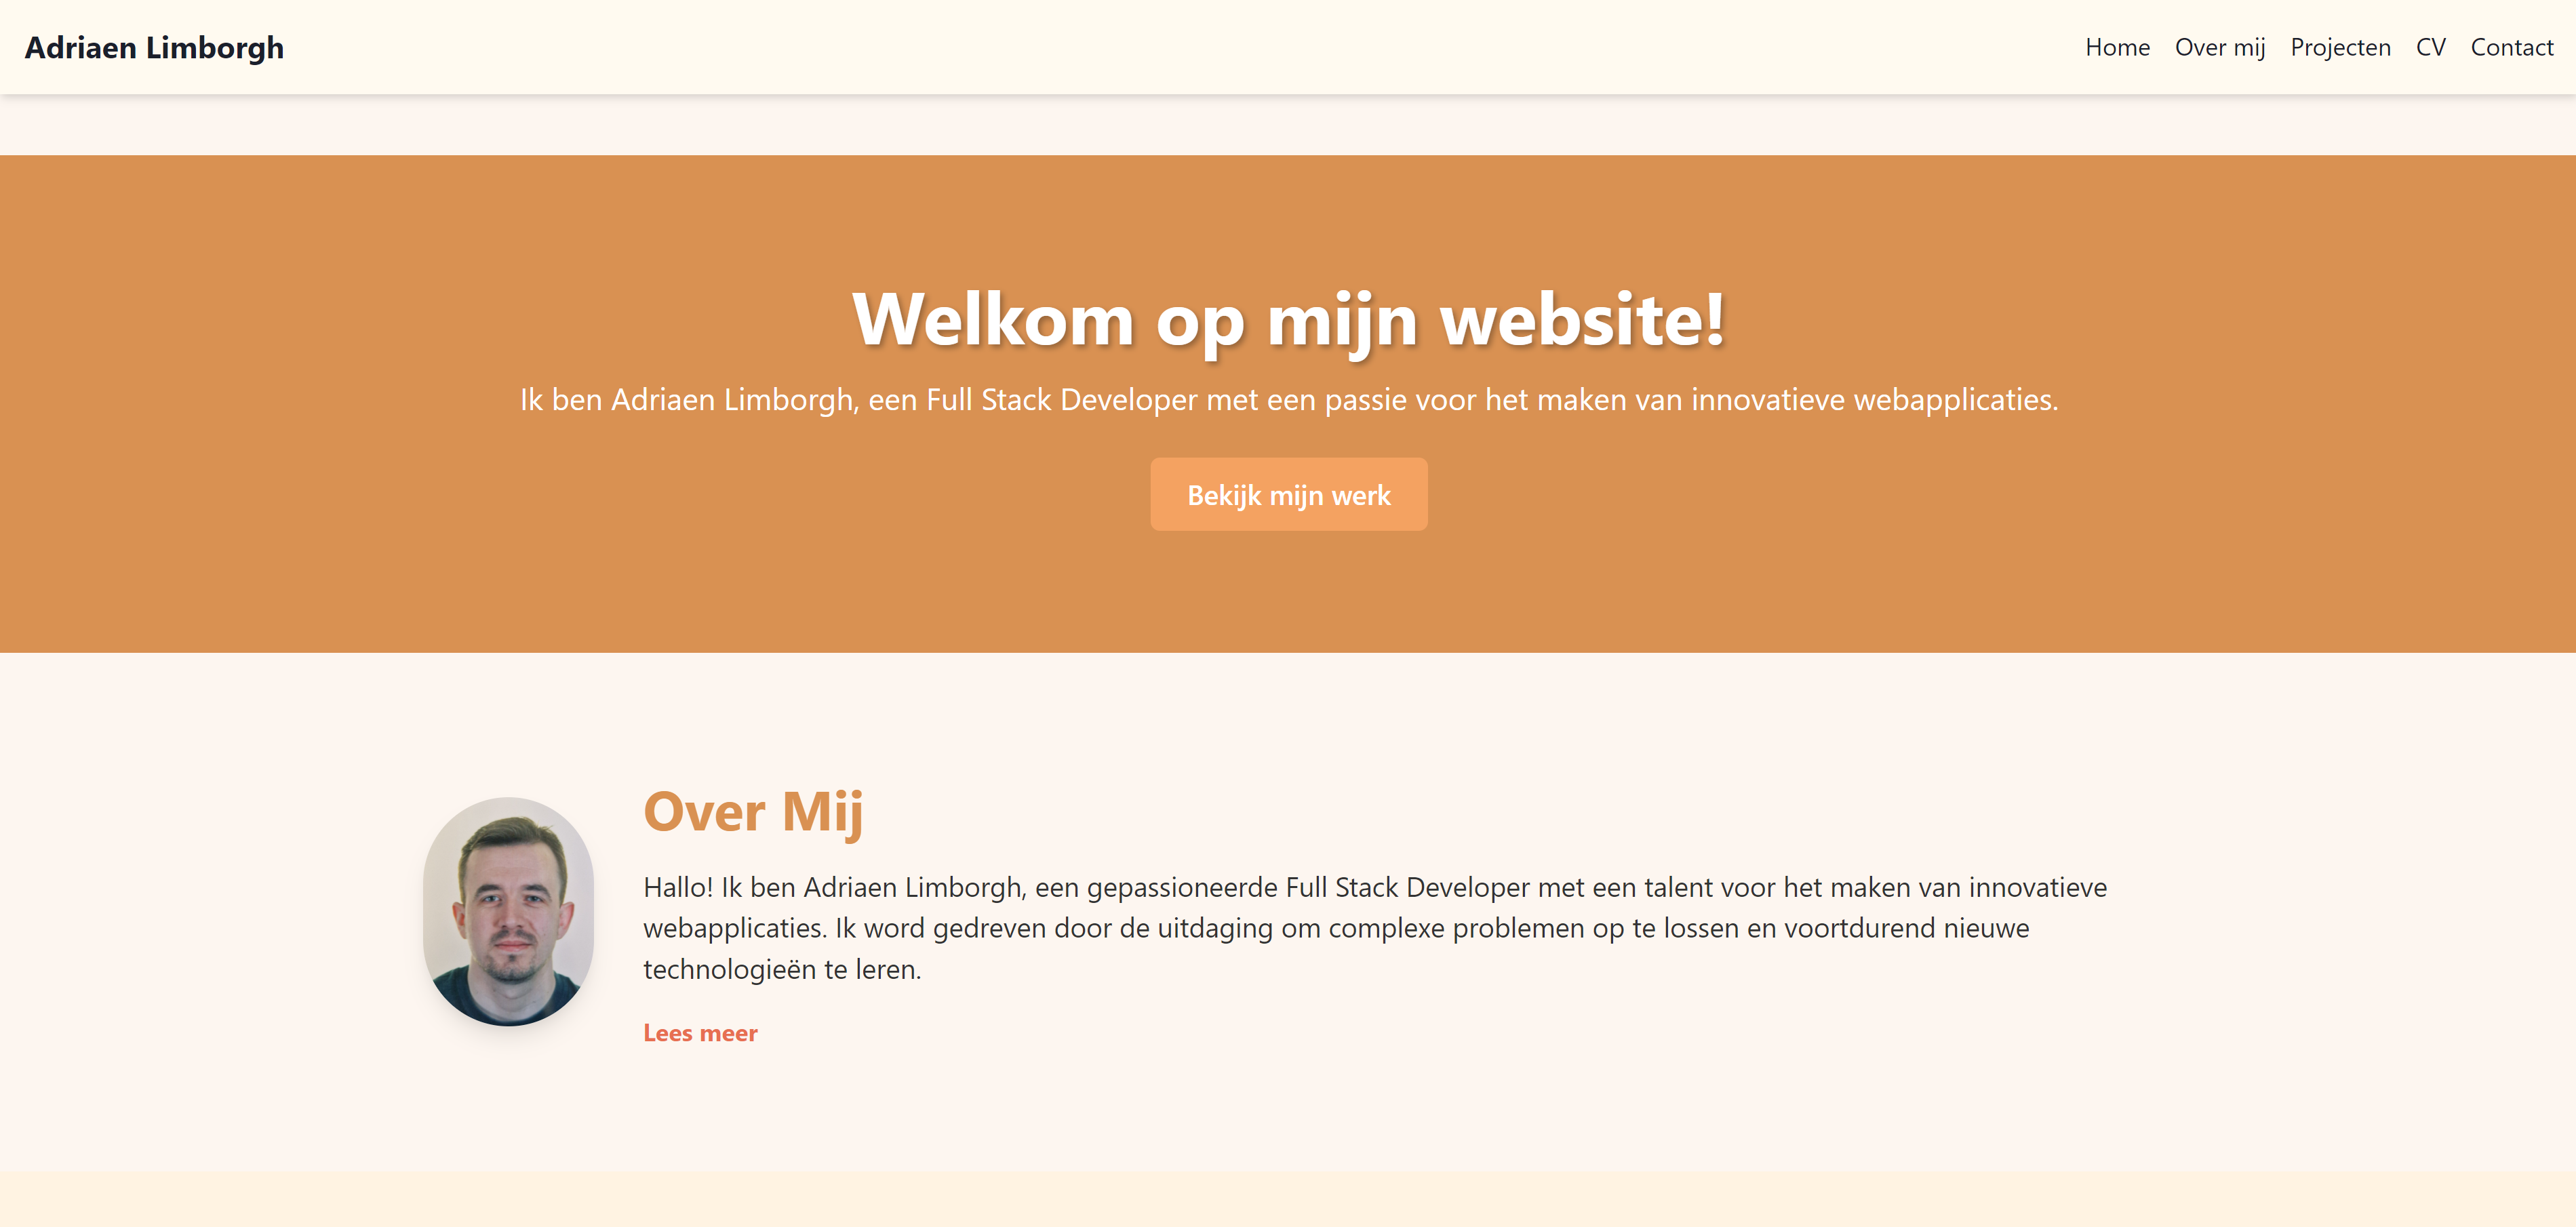 Adriaen Limborgh
Home Over mij Projecten CV Contact
Welkom op mijn website!
Ik ben Adriaen Limborgh, een Full Stack Developer met een passie voor het maken van innovatieve webapplicaties.
Bekijk mijn werk
Over Mij
Hallo! Ik ben Adriaen Limborgh, een gepassioneerde Full Stack Developer met een talent voor het maken van innovatieve
webapplicaties. Ik word gedreven door de uitdaging om complexe problemen op te lossen en voortdurend nieuwe
technologieën te leren.
Lees meer